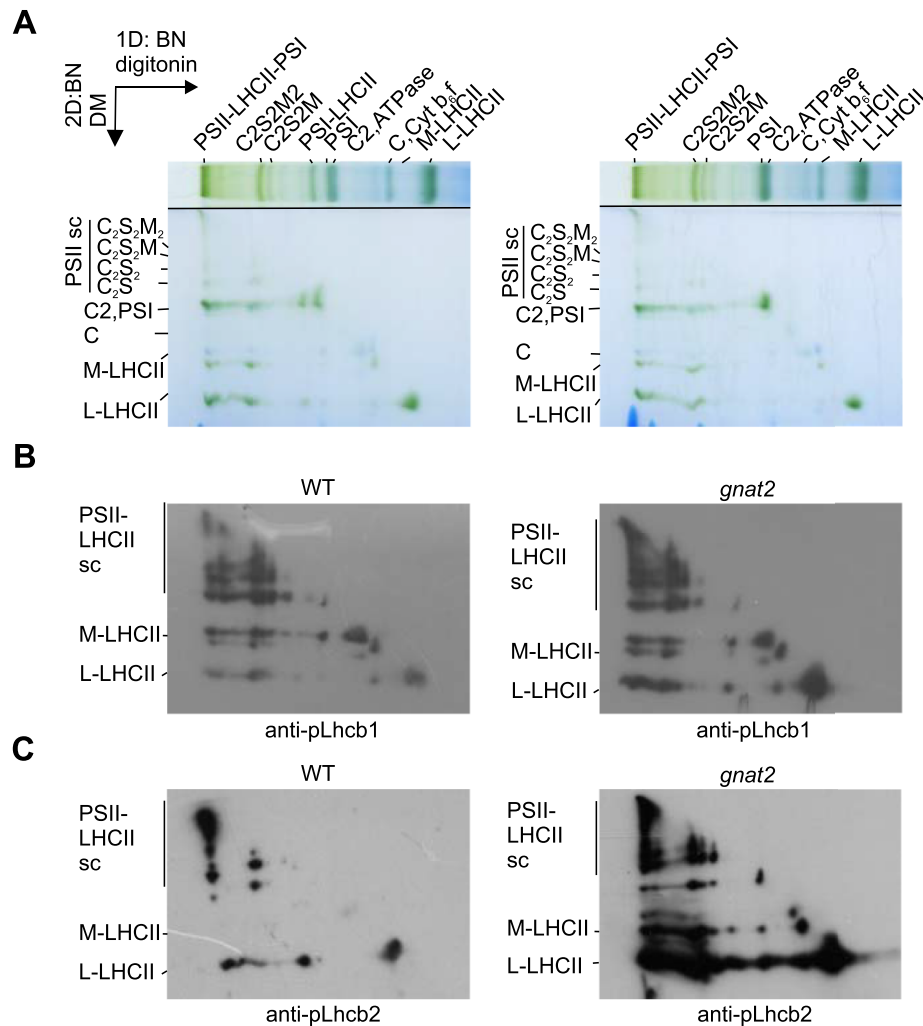 A
1D: BN
digitonin
2D:BN
DM
PSII-LHCII-PSI
C2S2M2
C2S2M
PSI-LHCII
PSI
C2,ATPase
C,Cyt b₆f
M-LHCII
L-LHCII
PSII-LHCII-PSI
C2S2M2
C2S2M
PSI
C2,ATPase
C,Cyt b₆f
M-LHCII
L-LHCII
PSII sc
C₂S₂M₂
C₂S₂M
C₂S₂
C₂S
C2,PSI
C
M-LHCII
L-LHCII
PSII sc
C₂S₂M₂
C₂S₂M
C₂S₂
C₂S
C2,PSI
C
M-LHCII
L-LHCII
B
WT
PSII-
LHCII
sc
M-LHCII
L-LHCII
anti-pLhcb1
gnat2
PSII-
LHCII
sc
M-LHCII
L-LHCII
anti-pLhcb1
C
WT
PSII-
LHCII
sc
M-LHCII
L-LHCII
anti-pLhcb2
gnat2
PSII-
LHCII
sc
M-LHCII
L-LHCII
anti-pLhcb2